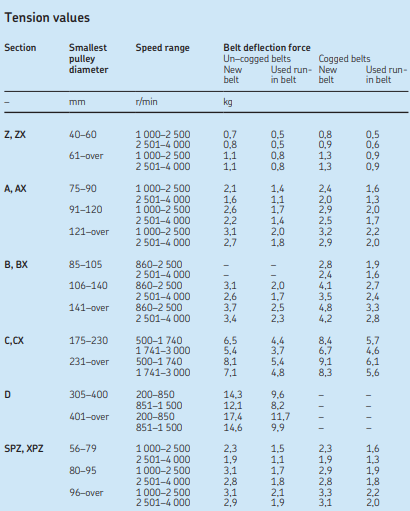 Tension values
Section Smallest pulley diameter Speed range Belt deflection force
Un–cogged belts Cogged belts
New belt Used run-in belt New belt Used run-in belt
– mm r/min kg
Z, ZX 40–60 1 000–2 500 0,7 0,5 0,8 0,5
2 501–4 000 0,8 0,5 0,9 0,6
61–over 1 000–2 500 1,1 0,8 1,3 0,9
2 501–4 000 1,1 0,8 1,3 0,9
A, AX 75–90 1 000–2 500 2,1 1,4 2,4 1,6
2 501–4 000 1,6 1,1 2,0 1,3
91–120 1 000–2 500 2,6 1,7 2,9 2,0
2 501–4 000 2,2 1,4 2,5 1,7
121–over 1 000–2 500 3,1 2,0 3,2 2,2
2 501–4 000 2,7 1,8 2,9 2,0
B, BX 85–105 860–2 500 – – 2,8 1,9
2 501–4 000 – – 2,4 1,6
106–140 860–2 500 3,1 2,0 4,1 2,7
2 501–4 000 2,6 1,7 3,5 2,4
141–over 860–2 500 3,7 2,5 4,8 3,3
2 501–4 000 3,4 2,3 4,2 2,8
C,CX 175–230 500–1 740 6,5 4,4 8,4 5,7
1 741–3 000 5,4 3,7 6,7 4,6
231–over 500–1 740 8,1 5,4 9,1 6,1
1 741–3 000 7,1 4,8 8,3 5,6
D 305–400 200–850 14,3 9,6 – –
851–1 500 12,1 8,2 – –
401–over 200–850 17,4 11,7 – –
851–1 500 14,6 9,9 – –
SPZ, XPZ 56–79 1 000–2 500 2,3 1,5 2,3 1,6
2 501–4 000 1,9 1,1 1,9 1,3
80–95 1 000–2 500 3,1 1,7 2,9 1,9
2 501–4 000 2,8 1,8 2,8 1,8
96–over 1 000–2 500 3,1 2,1 3,3 2,2
2 501–4 000 2,9 1,9 3,1 2,0